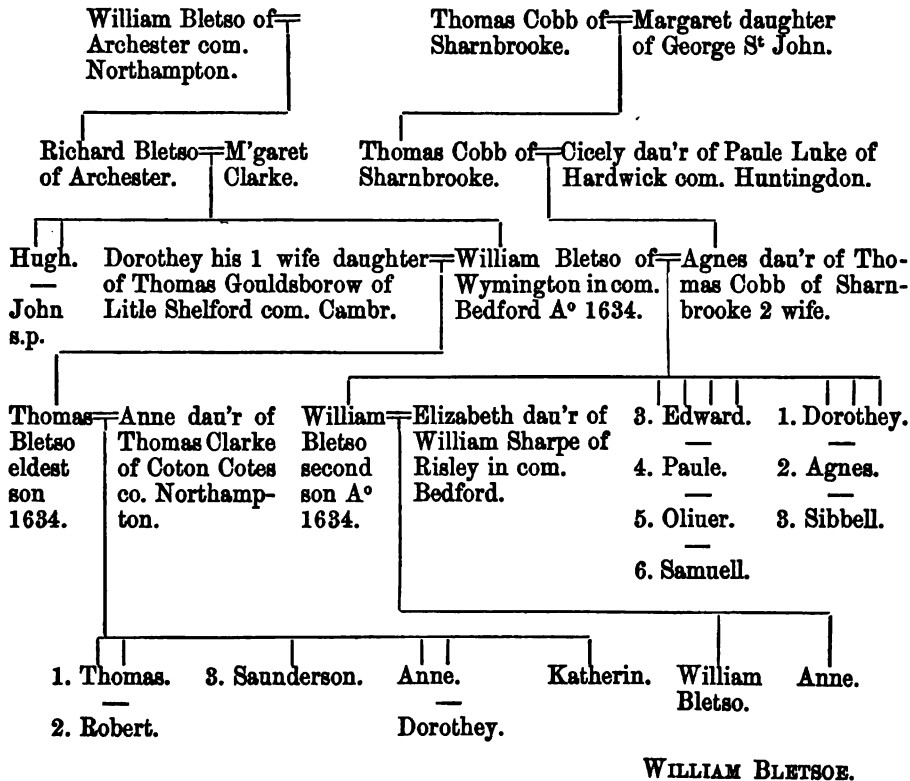 William Bletso of
Archester com.
Northampton.
Thomas Cobb of
Sharnbrooke.
Margaret daughter
of George Sᵗ John.
Richard Bletso
of Archester.
M'garet
Clarke.
Thomas Cobb of
Sharnbrooke.
Cicely dau'r of Paule Luke of
Hardwick com. Huntingdon.
Hugh.
—
John
s.p.
Dorothey his 1 wife daughter
of Thomas Gouldsborow of
Litle Shelford com. Cambr.
William Bletso of
Wymington in com.
Bedford Aº 1634.
Agnes dau'r of Tho-
mas Cobb of Sharn-
brooke 2 wife.
Thomas
Bletso
eldest
son
1634.
Anne dau'r of
Thomas Clarke
of Coton Cotes
co. Northamp-
ton.
William
Bletso
second
son Aº
1634.
Elizabeth dau'r of
William Sharpe of
Risley in com.
Bedford.
3. Edward.
—
4. Paule.
—
5. Oliuer.
—
6. Samuell.
1. Dorothey.
—
2. Agnes.
—
3. Sibbell.
1. Thomas.
—
2. Robert.
3. Saunderson.
Anne.
—
Dorothey.
Katherin.
William
Bletso.
Anne.
William Bletsoe.